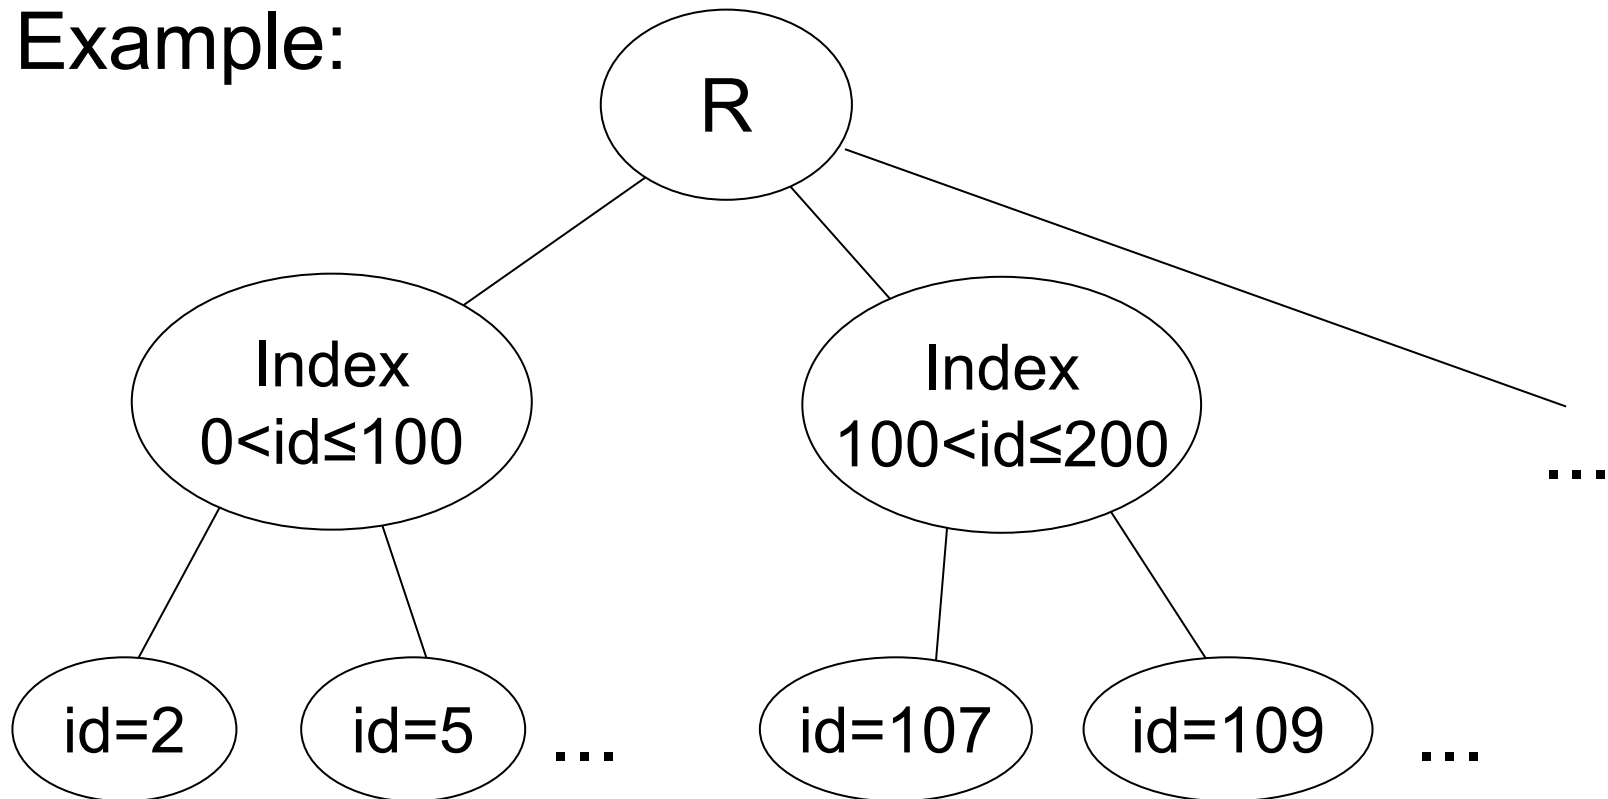 Example:
R
Index
0<id≤100
Index
100<id≤200
...
id=2
id=5
...
id=107
id=109
...